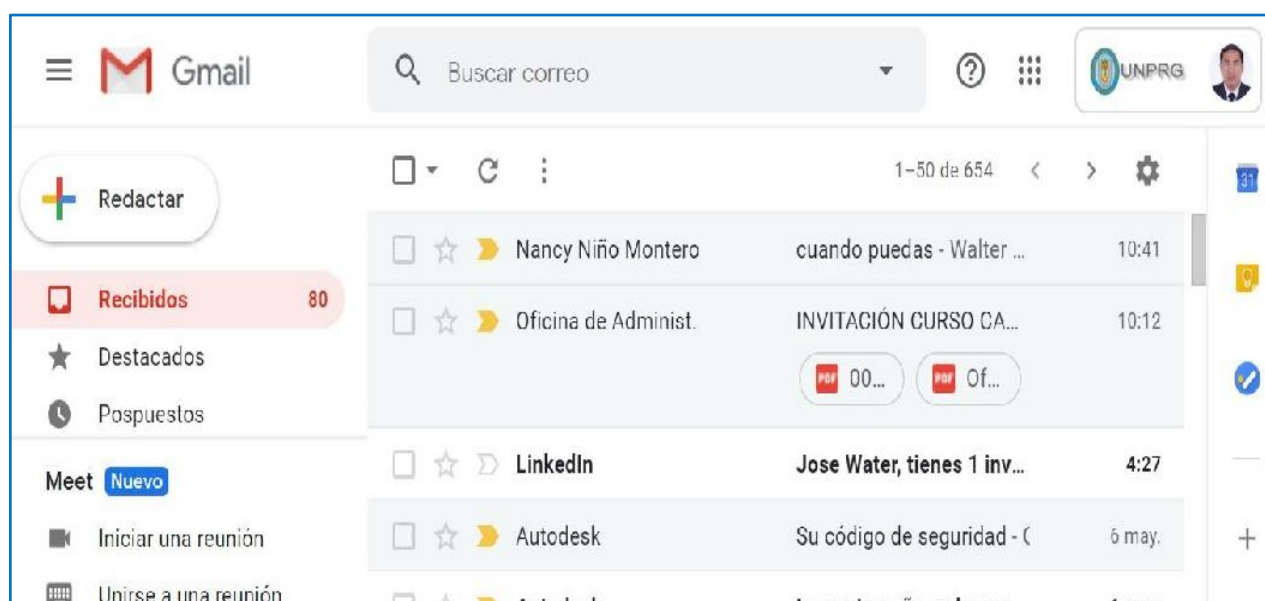 Gmail
Buscar correo
UNPRG
Redactar
1-50 de 654
Nancy Niño Montero cuando puedas - Walter ... 10:41
Recibidos 80
Oficina de Administ. INVITACIÓN CURSO CA... 10:12
Destacados
PDF 00... PDF Of...
Pospuestos
LinkedIn Jose Water, tienes 1 inv... 4:27
Meet Nuevo
Autodesk Su código de seguridad - ( 6 may.
Iniciar una reunión
Unirse a una reunión
31